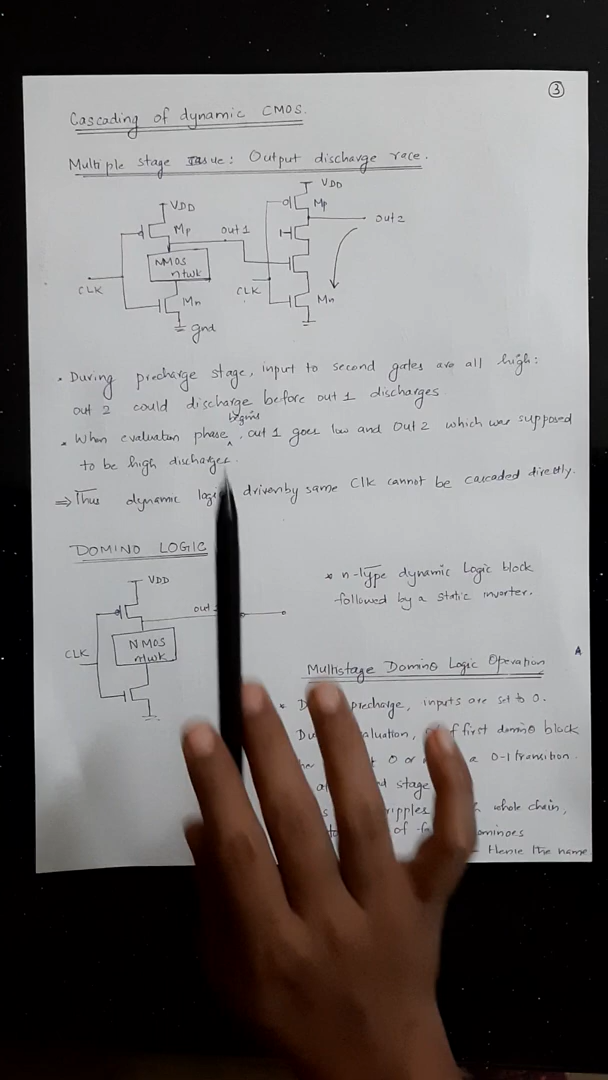 ③
Cascading of dynamic CMOS.
Multiple stage Issue: Output discharge race.
VDD
Mp
out 2
VDD
Mp
out 1
NMOS
ntwk
CLK
CLK
Mn
Mn
gnd
• During precharge stage, input to second gates are all high:
out 2 could discharge before out 1 discharges
begins
• When evaluation phase ^, out 1 goes low and Out 2 which was supposed
to be high discharges.
⇒ Thus dynamic driven by same Clk cannot be cascaded directly.
DOMINO LOGIC
VDD
* n-type dynamic Logic block
followed by a static inverter.
out
NMOS
ntwk
CLK
A
Multistage Domino Logic Operation
precharge, inputs are set to 0.
of first domino block
0 or a 0-1 transition.
stage
ripples whole chain,
of
Hence the name